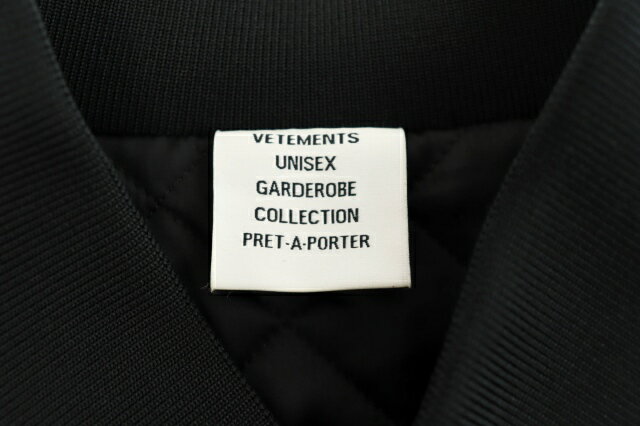 VETEMENTS
UNISEX
GARDEROBE
COLLECTION
PRET-A-PORTER